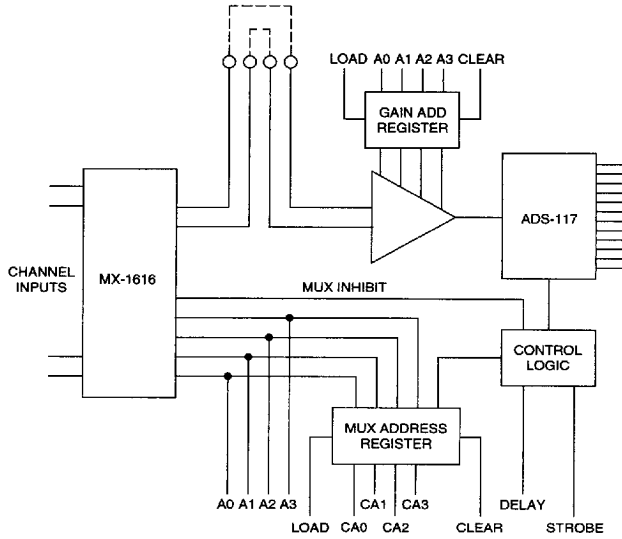 LOAD A0 A1 A2 A3 CLEAR
GAIN ADD
REGISTER
ADS-117
CHANNEL
INPUTS
MX-1616
MUX INHIBIT
CONTROL
LOGIC
MUX ADDRESS
REGISTER
A0 A1 A2 A3
LOAD
CA0
CA1
CA2
CA3
CLEAR
DELAY
STROBE